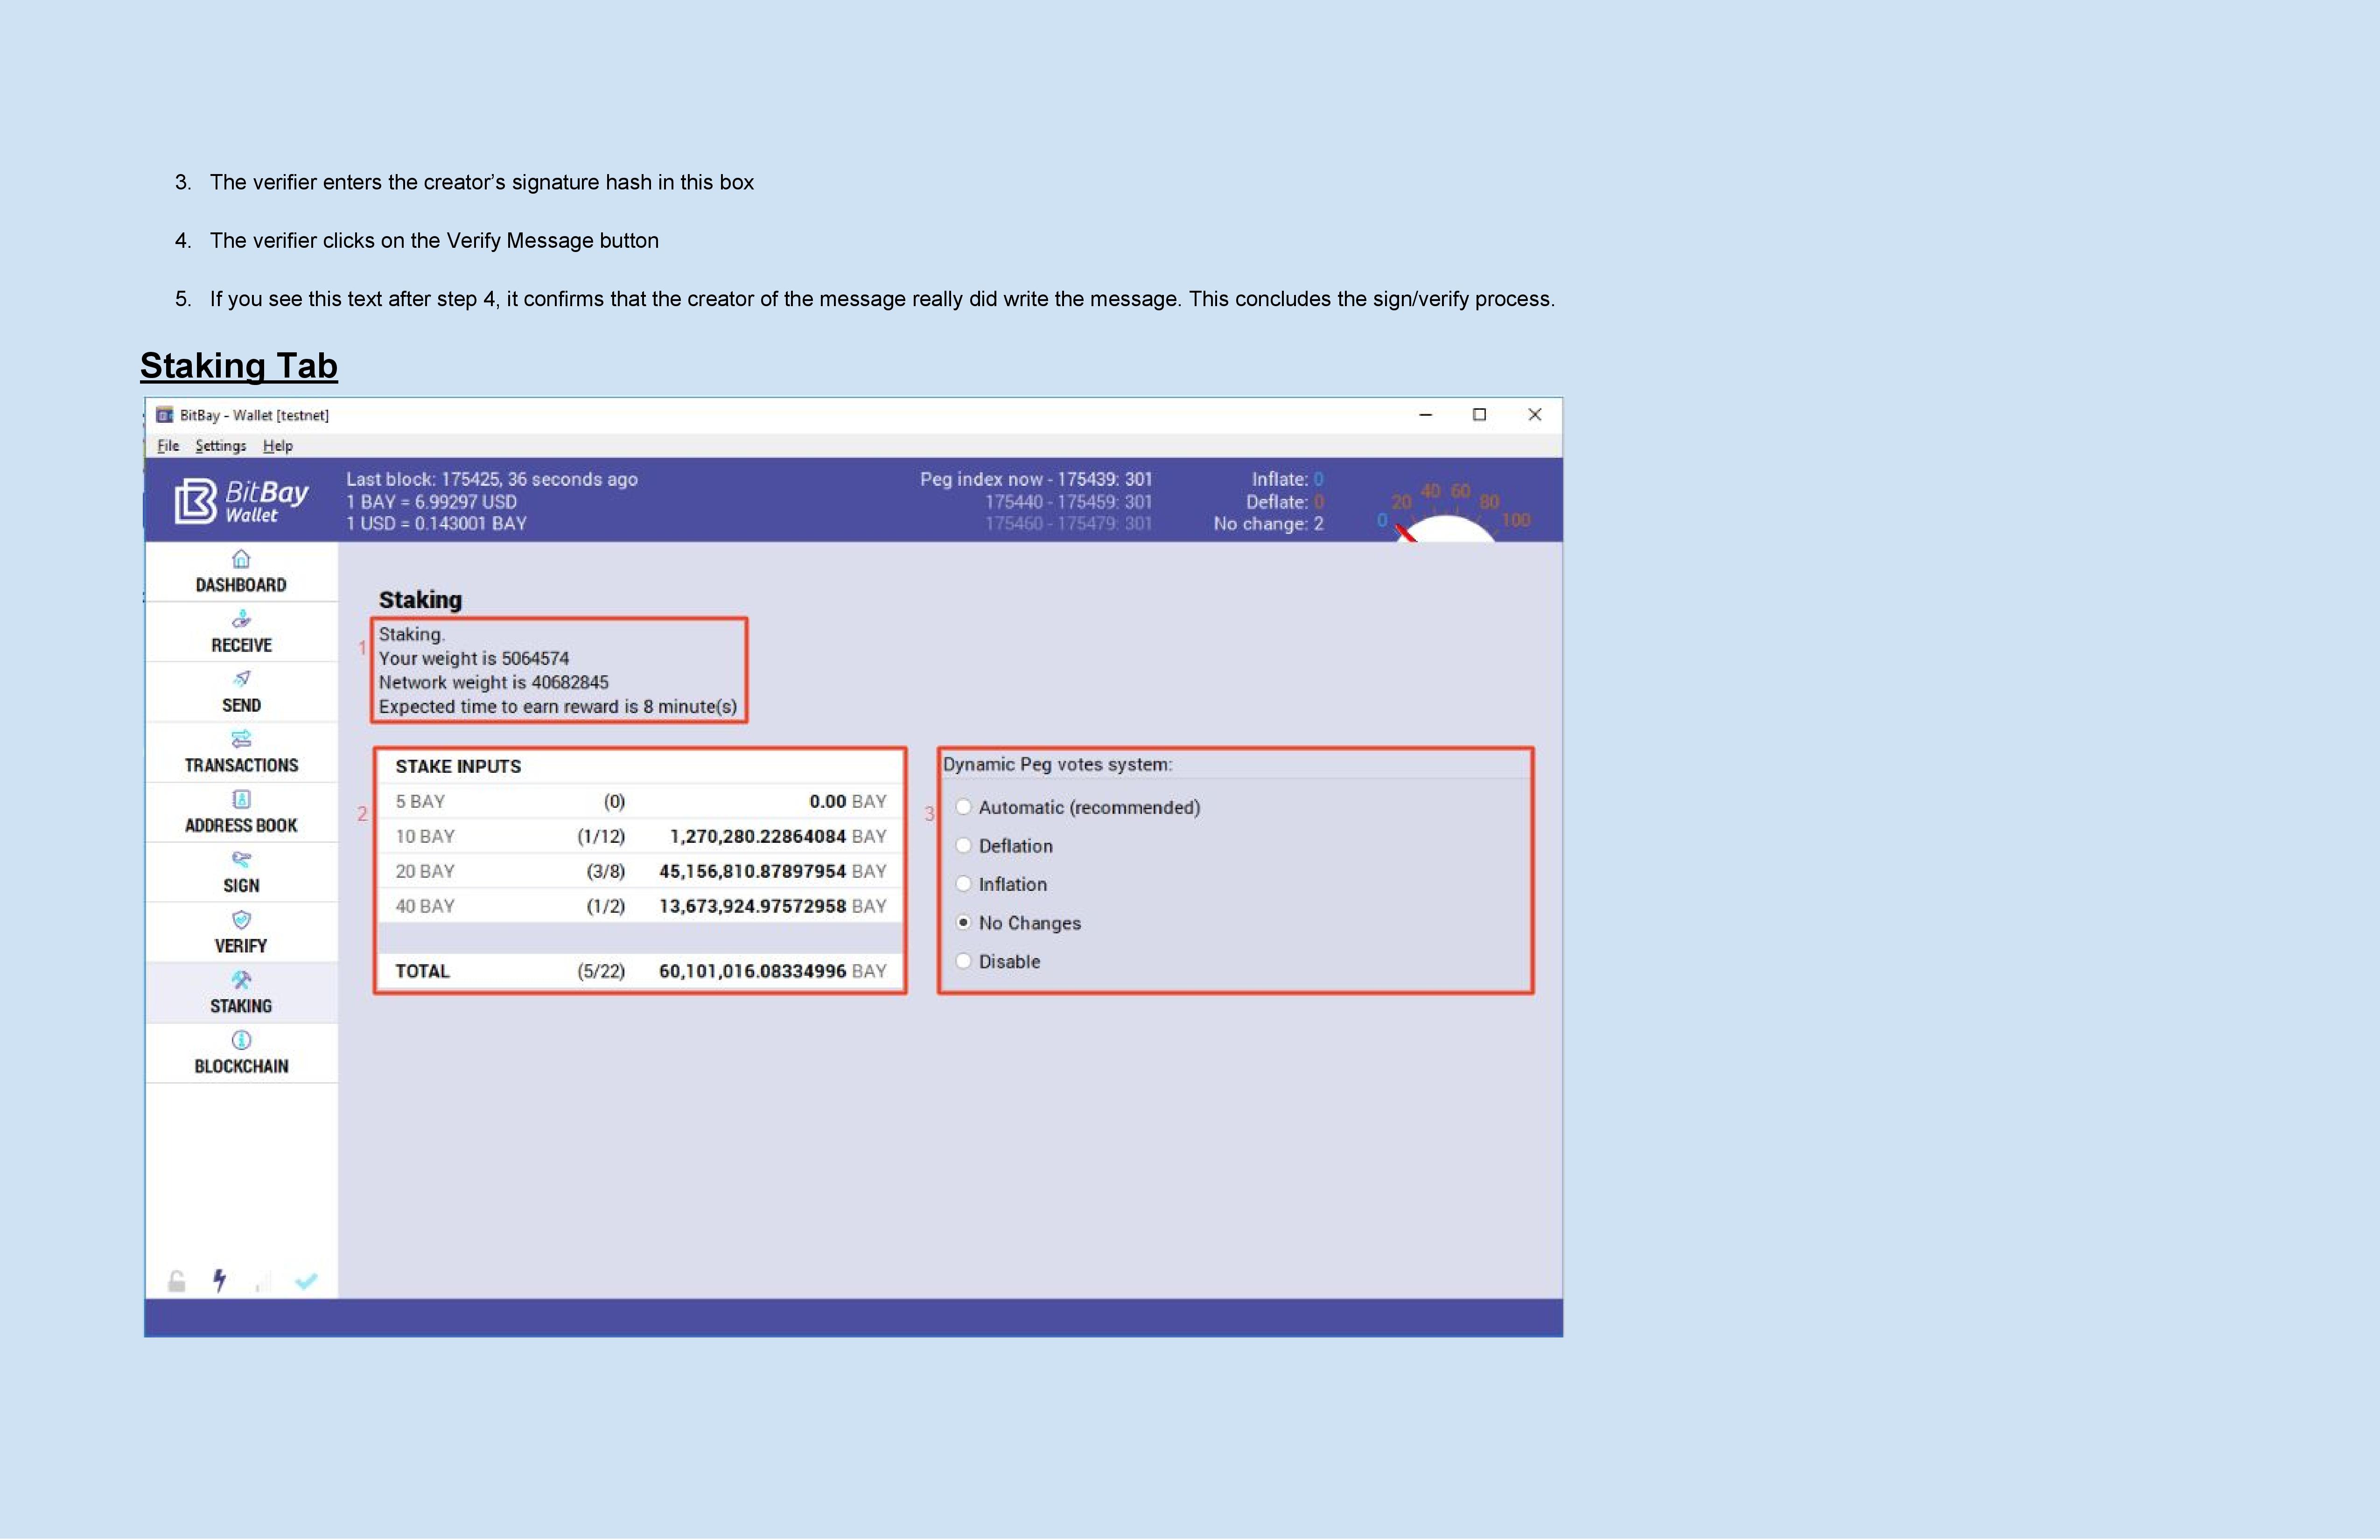 3. The verifier enters the creator’s signature hash in this box
4. The verifier clicks on the Verify Message button
5. If you see this text after step 4, it confirms that the creator of the message really did write the message. This concludes the sign/verify process.
Staking Tab
BitBay - Wallet [testnet]
File Settings Help
BitBay
Wallet
Last block: 175425, 36 seconds ago
1 BAY = 6.99297 USD
1 USD = 0.143001 BAY
Peg index now - 175439: 301
175440 - 175459: 301
175460 - 175479: 301
Inflate: 0
Deflate: 0
No change: 2
0 20 40 60 80 100
DASHBOARD
RECEIVE
SEND
TRANSACTIONS
ADDRESS BOOK
SIGN
VERIFY
STAKING
BLOCKCHAIN
Staking
1
Staking.
Your weight is 5064574
Network weight is 40682845
Expected time to earn reward is 8 minute(s)
2
STAKE INPUTS
5 BAY (0) 0.00 BAY
10 BAY (1/12) 1,270,280.22864084 BAY
20 BAY (3/8) 45,156,810.87897954 BAY
40 BAY (1/2) 13,673,924.97572958 BAY
TOTAL (5/22) 60,101,016.08334996 BAY
3
Dynamic Peg votes system:
Automatic (recommended)
Deflation
Inflation
No Changes
Disable